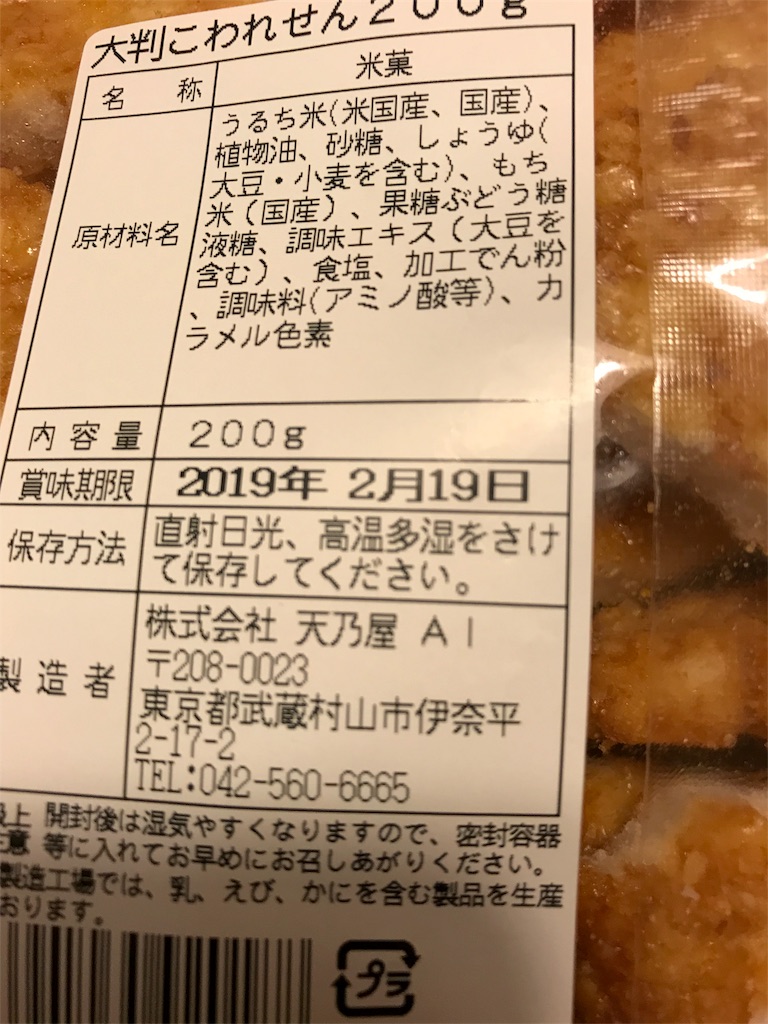 大判こわれせん200g
名称
米菓
原材料名
うるち米(米国産、国産)、
植物油、砂糖、しょうゆ(
大豆・小麦を含む)、もち
米(国産)、果糖ぶどう糖
液糖、調味エキス(大豆を
含む)、食塩、加工でん粉
、調味料(アミノ酸等)、カ
ラメル色素
内容量
200g
賞味期限
2019年 2月19日
保存方法
直射日光、高温多湿をさけ
て保存してください。
製造者
株式会社 天乃屋 AI
〒208-0023
東京都武蔵村山市伊奈平
2-17-2
TEL:042-560-6665
扱上 開封後は湿気やすくなりますので、密封容器
注意 等に入れてお早めにお召しあがりください。
製造工場では、乳、えび、かにを含む製品を生産
おります。
プラ